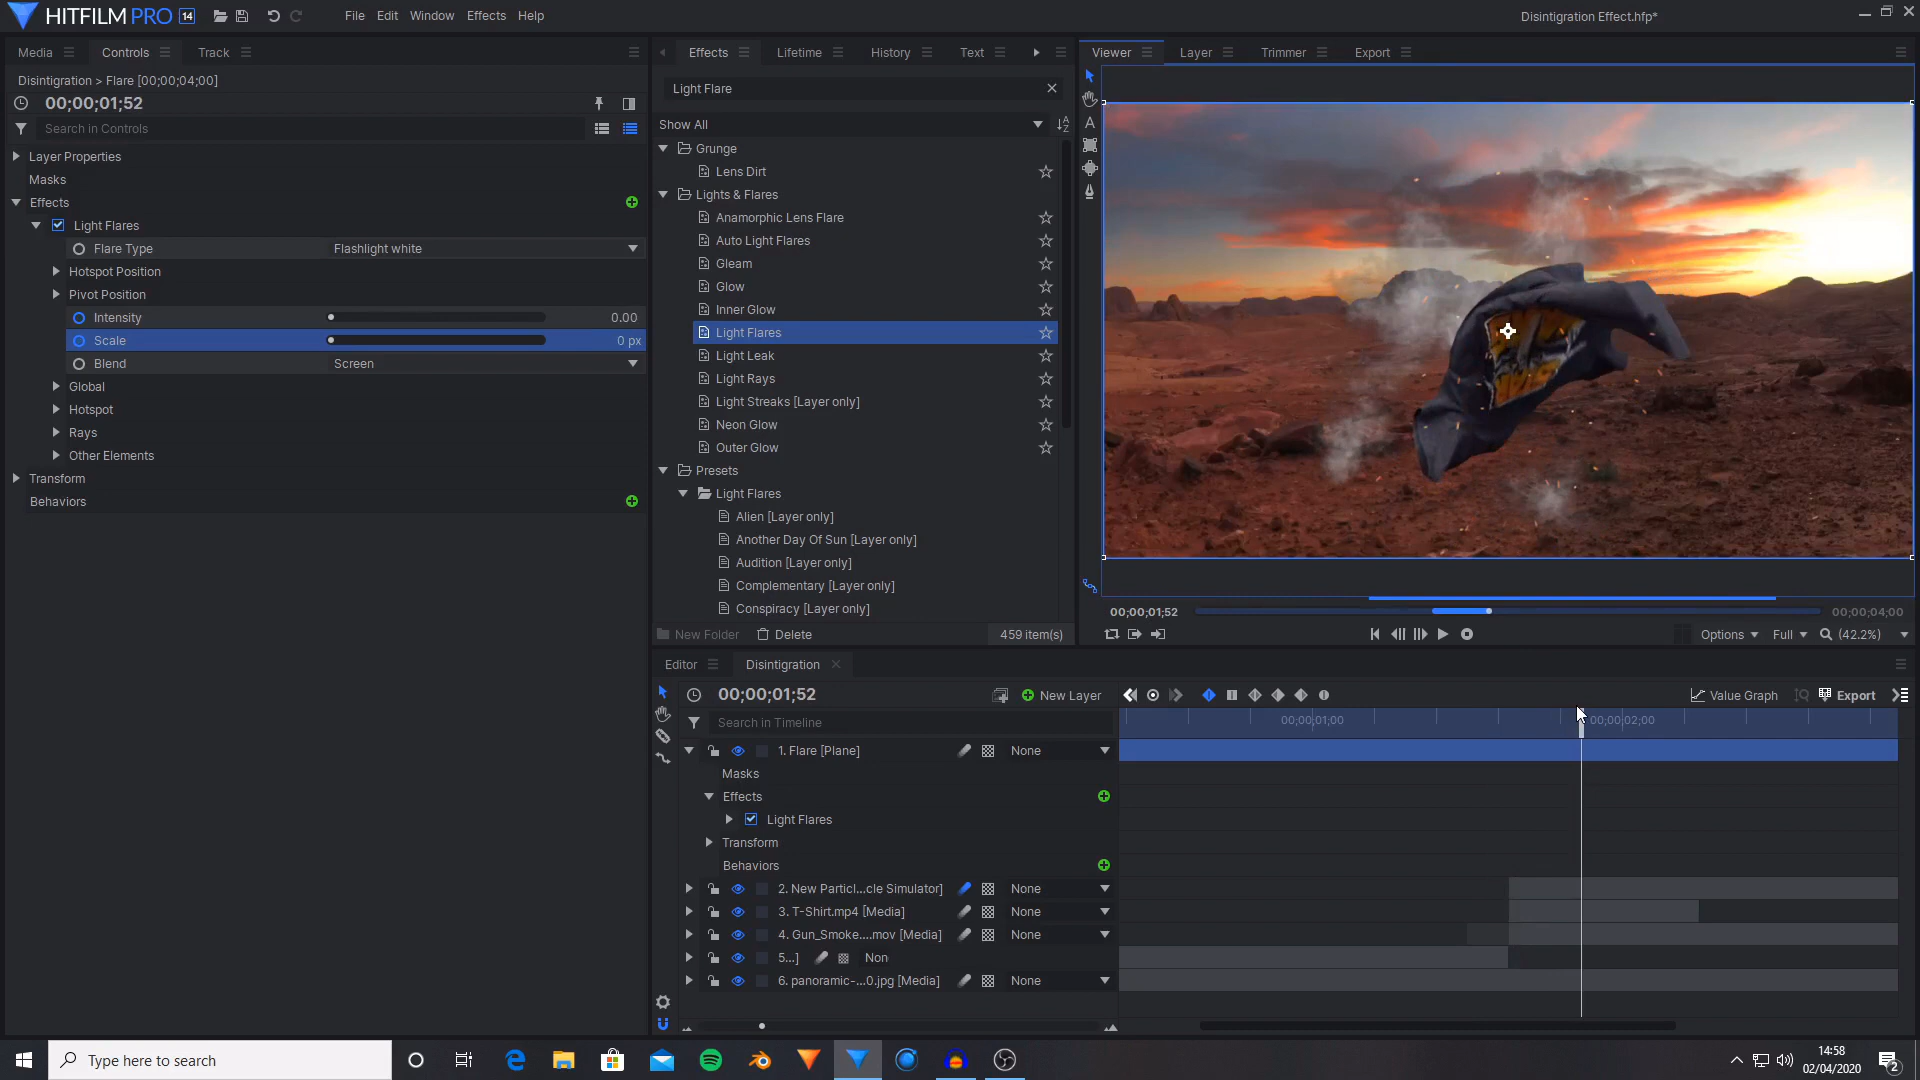 HITFILM PRO 14
File Edit Window Effects Help
Disintigration Effect.hfp*
Media Controls Track
Disintigration > Flare [00;00;04;00]
00;00;01;52
Search in Controls
Layer Properties
Masks
Effects
Light Flares
Flare Type Flashlight white
Hotspot Position
Pivot Position
Intensity 0.00
Scale 0 px
Blend Screen
Global
Hotspot
Rays
Other Elements
Transform
Behaviors
Effects Lifetime History Text
Light Flare
Show All
Grunge
Lens Dirt
Lights & Flares
Anamorphic Lens Flare
Auto Light Flares
Gleam
Glow
Inner Glow
Light Flares
Light Leak
Light Rays
Light Streaks [Layer only]
Neon Glow
Outer Glow
Presets
Light Flares
Alien [Layer only]
Another Day Of Sun [Layer only]
Audition [Layer only]
Complementary [Layer only]
Conspiracy [Layer only]
New Folder Delete 459 item(s)
Viewer Layer Trimmer Export
00;00;01;52 00;00;04;00
Options Full (42.2%)
Editor Disintigration
00;00;01;52 New Layer Value Graph Export
Search in Timeline
00;00;01;00 00;00;02;00
1. Flare [Plane] None
Masks
Effects
Light Flares
Transform
Behaviors
2. New Particl...cle Simulator] None
3. T-Shirt.mp4 [Media] None
4. Gun_Smoke....mov [Media] None
5...] Non
6. panoramic-...0.jpg [Media] None
Type here to search
14:58
02/04/2020
2